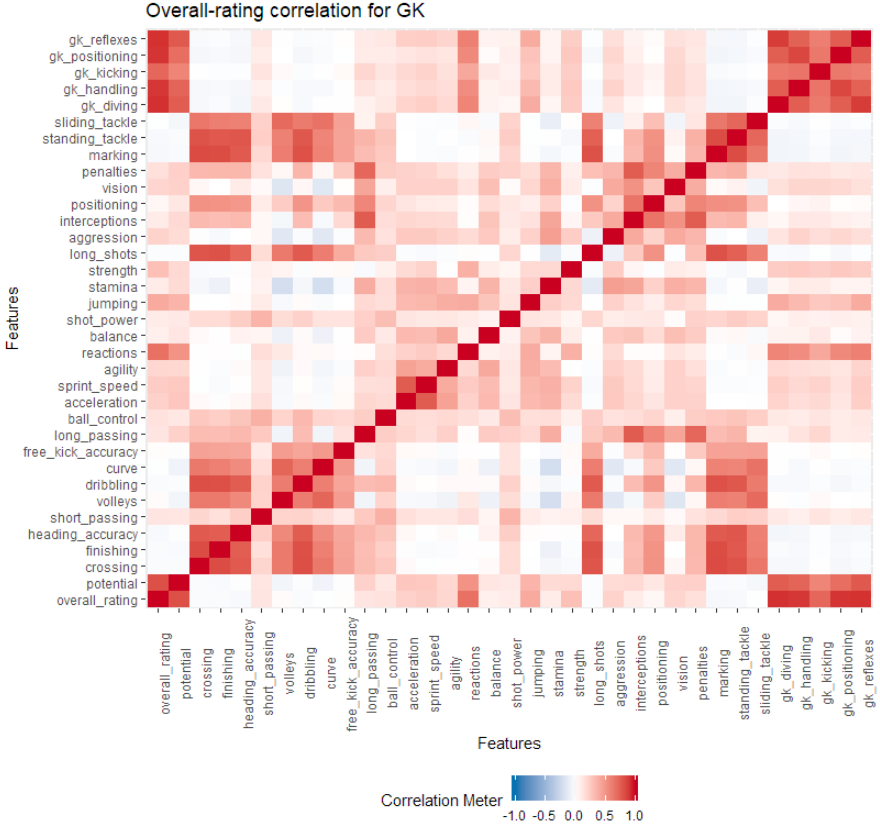 Overall-rating correlation for GK
gk_reflexes
gk_positioning
gk_kicking
gk_handling
gk_diving
sliding_tackle
standing_tackle
marking
penalties
vision
positioning
interceptions
aggression
long_shots
strength
stamina
jumping
shot_power
balance
reactions
agility
sprint_speed
acceleration
ball_control
long_passing
free_kick_accuracy
curve
dribbling
volleys
short_passing
heading_accuracy
finishing
crossing
potential
overall_rating
Features
overall_rating
potential
crossing
finishing
heading_accuracy
short_passing
volleys
dribbling
curve
free_kick_accuracy
long_passing
ball_control
acceleration
sprint_speed
agility
reactions
balance
shot_power
jumping
stamina
strength
long_shots
aggression
interceptions
positioning
vision
penalties
marking
standing_tackle
sliding_tackle
gk_diving
gk_handling
gk_kicking
gk_positioning
gk_reflexes
Features
Correlation Meter
-1.0 -0.5 0.0 0.5 1.0